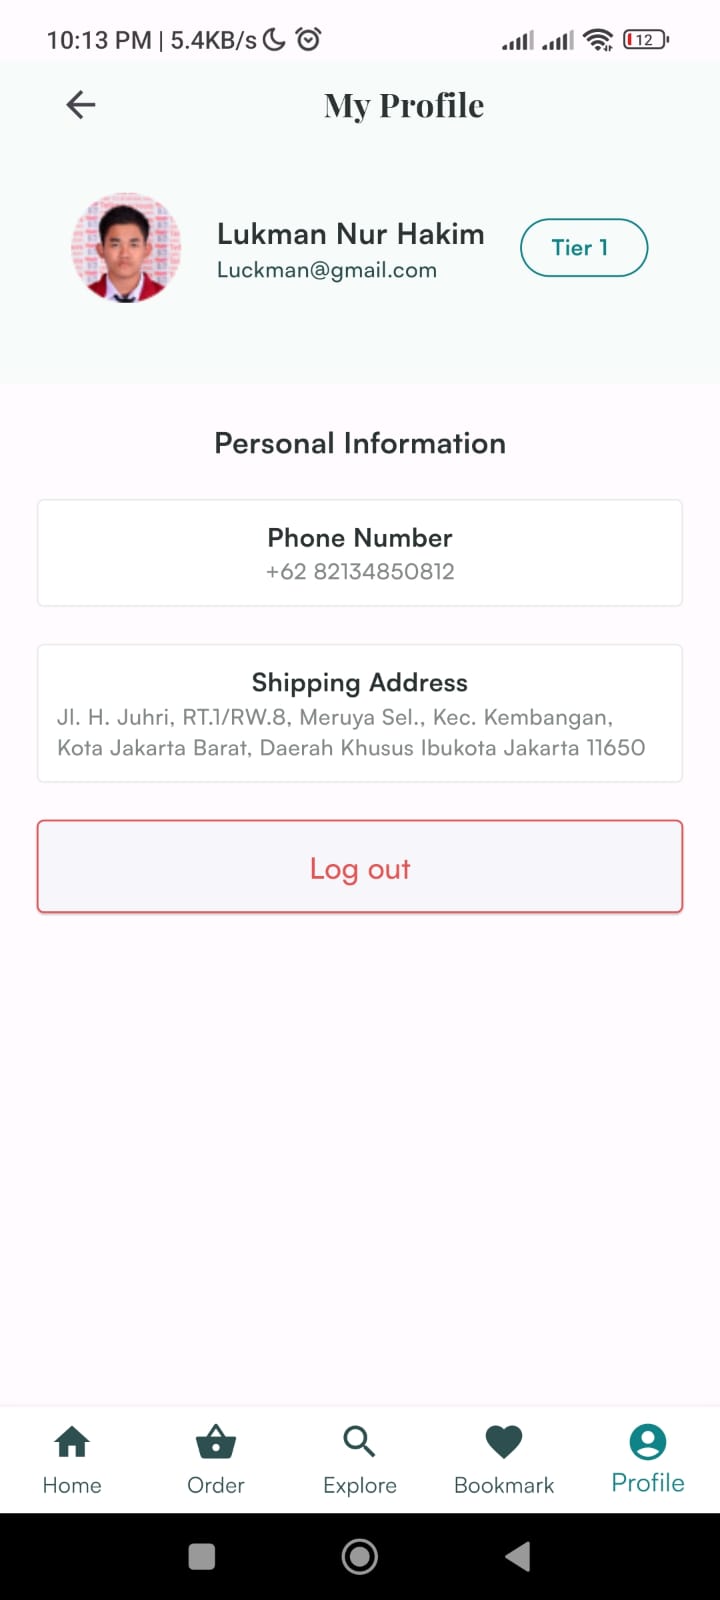 10:13 PM | 5.4KB/s
12
My Profile
Lukman Nur Hakim
Luckman@gmail.com
Tier 1
Personal Information
Phone Number
+62 82134850812
Shipping Address
Jl. H. Juhri, RT.1/RW.8, Meruya Sel., Kec. Kembangan,
Kota Jakarta Barat, Daerah Khusus Ibukota Jakarta 11650
Log out
Home
Order
Explore
Bookmark
Profile